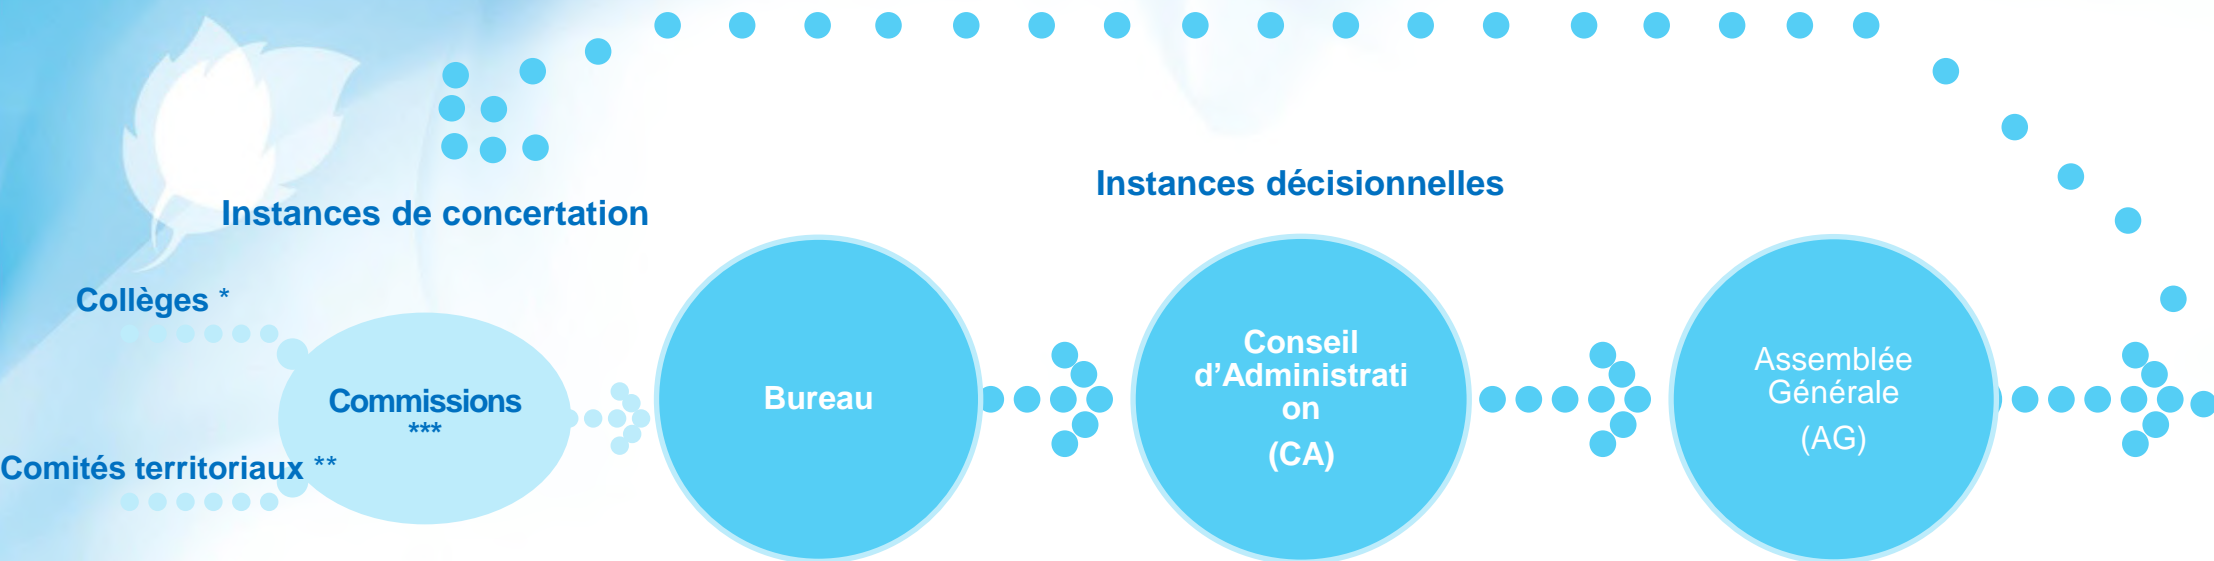 Instances décisionnelles
Instances de concertation
Collèges *
Commissions
***
Comités territoriaux **
Bureau
Conseil
d’Administrati
on
(CA)
Assemblée
Générale
(AG)